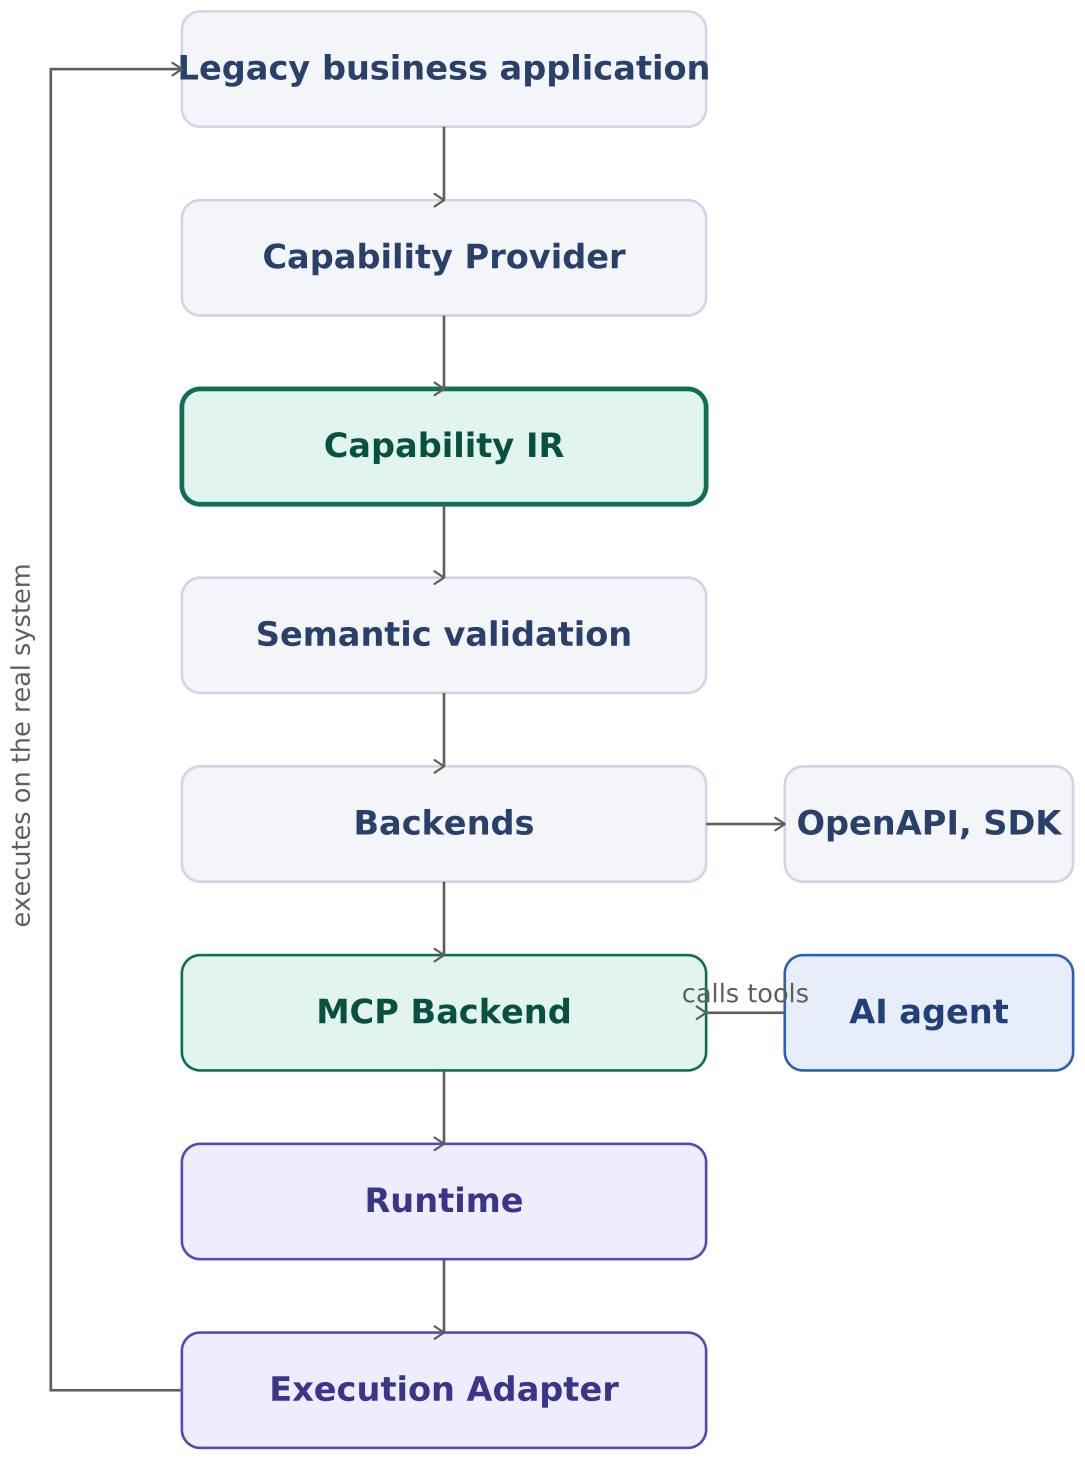 Legacy business application
Capability Provider
Capability IR
Semantic validation
executes on the real system
Backends
OpenAPI, SDK
MCP Backend
calls tools
AI agent
Runtime
Execution Adapter